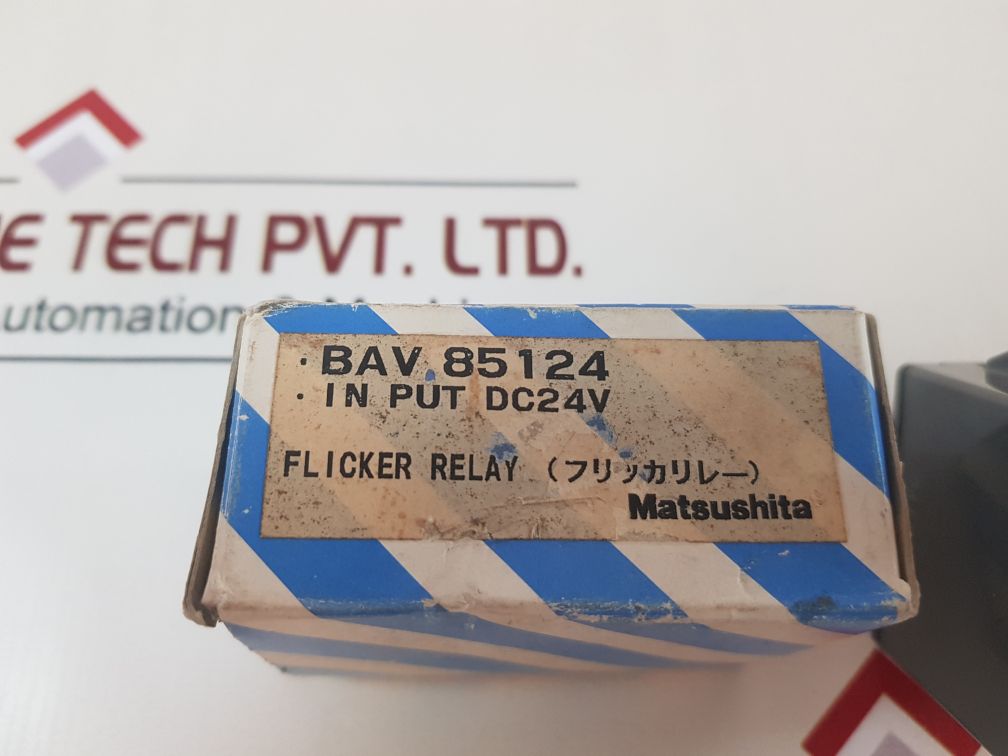 E TECH PVT. LTD.
utomation
· BAV 85124
· IN PUT DC24V
FLICKER RELAY (フリッカリレー)
Matsushita